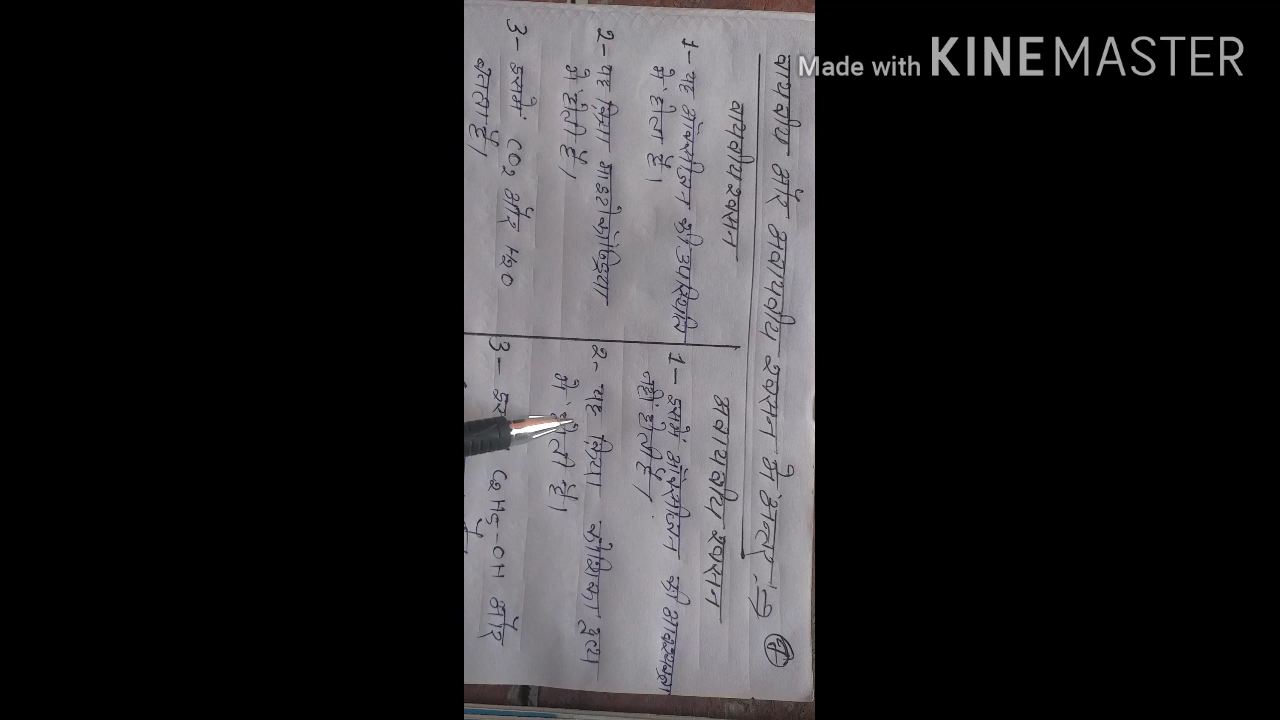 Made with KINEMASTER
वायवीय और अवायवीय श्वसन में अन्तर :⇒
वायवीय श्वसन
1- यह ऑक्सीजन की उपस्थिति
में होता है।
2- यह क्रिया माइटोकॉण्ड्रिया
में होती है।
3- इसमें CO2 और H2O
बनता है।
अवायवीय श्वसन
1- इसमें ऑक्सीजन की आवश्यकता
नहीं होती है।
2- यह क्रिया कोशिका द्रव्य
में होती है।
3- C2H5-OH और